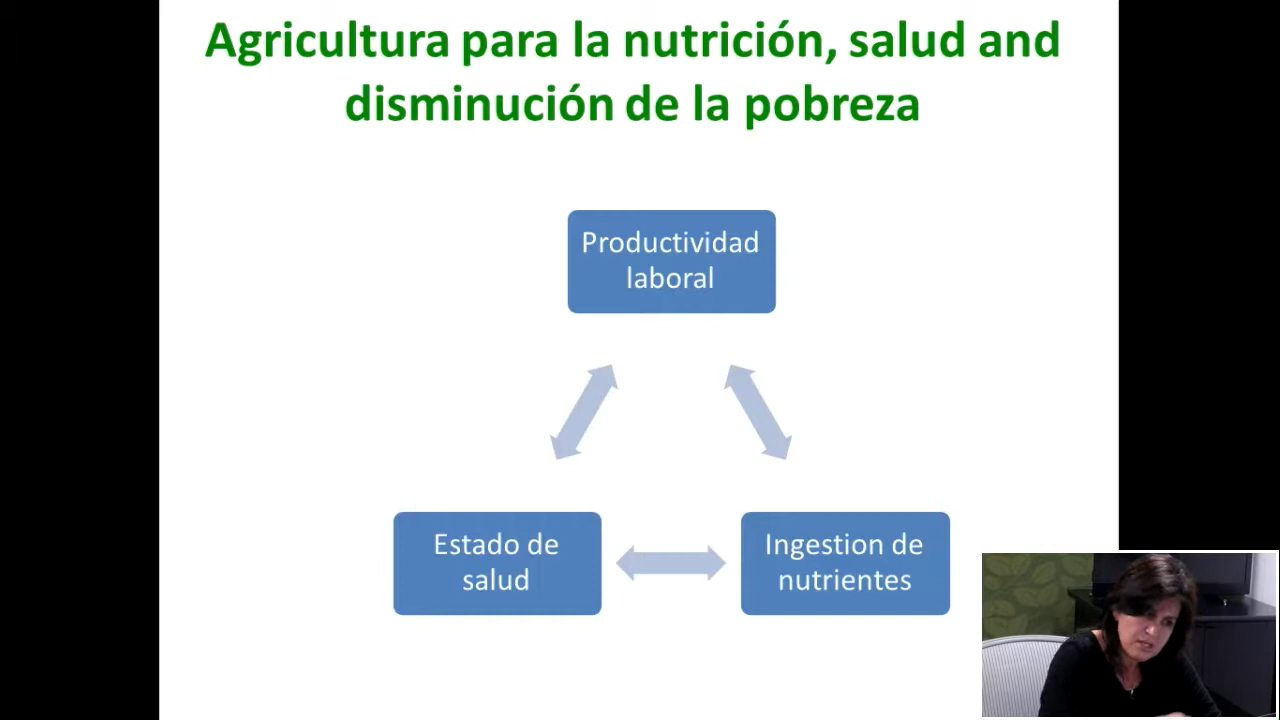 Agricultura para la nutrición, salud and
disminución de la pobreza
Productividad
laboral
Estado de
salud
Ingestion de
nutrientes